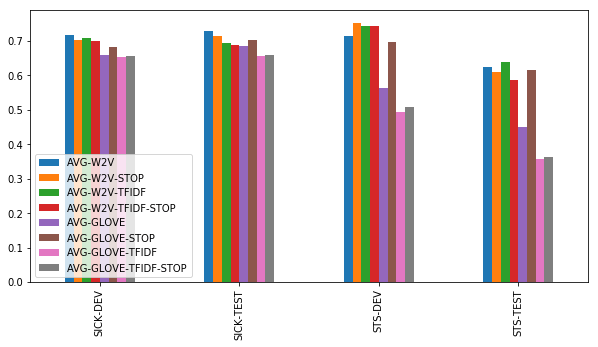 0.7
0.6
0.5
0.4
0.3
0.2
0.1
0.0
AVG-W2V
AVG-W2V-STOP
AVG-W2V-TFIDF
AVG-W2V-TFIDF-STOP
AVG-GLOVE
AVG-GLOVE-STOP
AVG-GLOVE-TFIDF
AVG-GLOVE-TFIDF-STOP
SICK-DEV
SICK-TEST
STS-DEV
STS-TEST